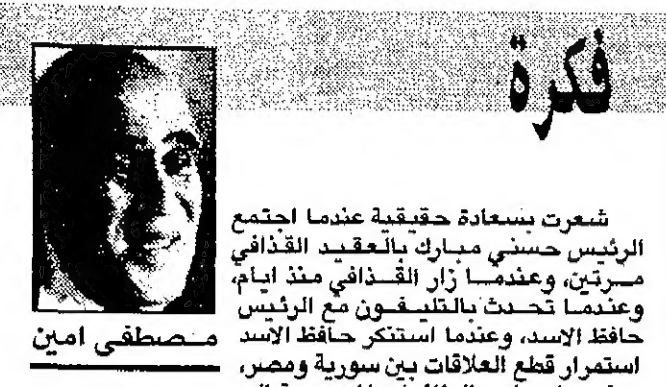 فكرة
شعرت بسعادة حقيقية عندما اجتمع
الرئيس حسني مبارك بالعقيد القذافي
مرتين، وعندما زار القذافي منذ ايام،
وعندما تحدث بالتليفون مع الرئيس
حافظ الاسد، وعندما استنكر حافظ الاسد
استمرار قطع العلاقات بين سورية ومصر،
مصطفى امين